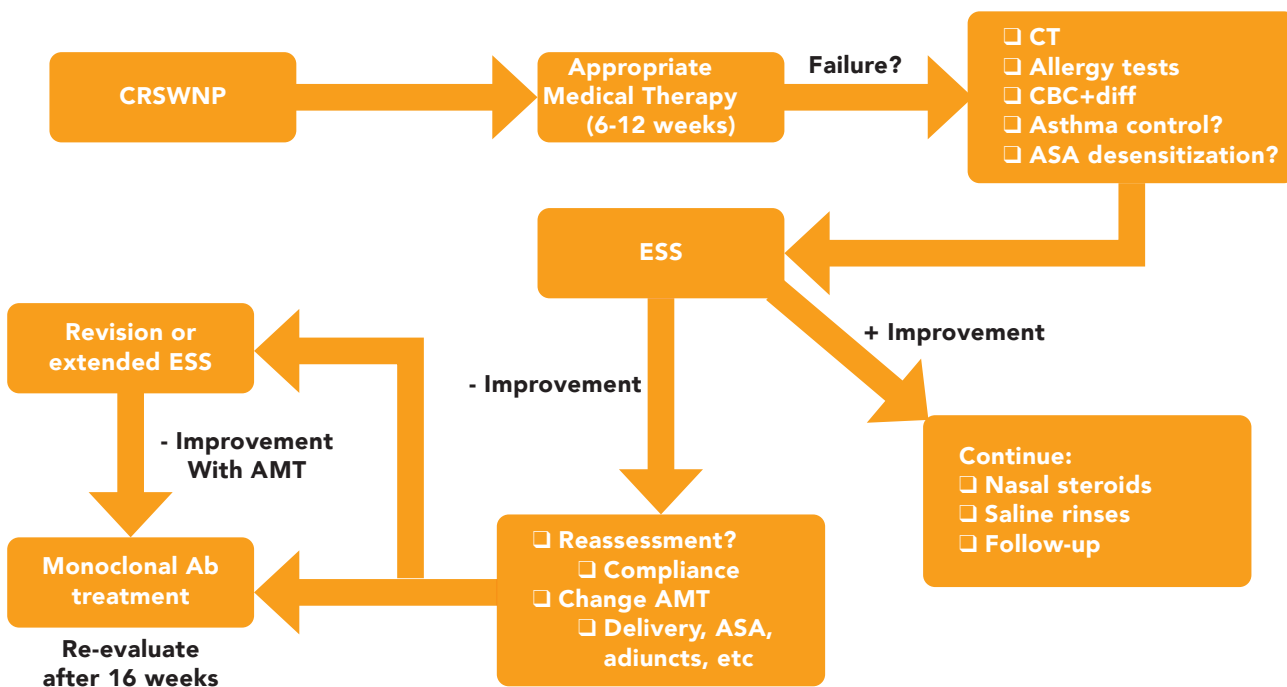 CRSWNP
Appropriate
Medical Therapy
(6-12 weeks)
Failure?
❏ CT
❏ Allergy tests
❏ CBC+diff
❏ Asthma control?
❏ ASA desensitization?
ESS
+ Improvement
- Improvement
Revision or
extended ESS
- Improvement
With AMT
Continue:
❏ Nasal steroids
❏ Saline rinses
❏ Follow-up
❏ Reassessment?
❏ Compliance
❏ Change AMT
❏ Delivery, ASA,
adiuncts, etc
Monoclonal Ab
treatment
Re-evaluate
after 16 weeks